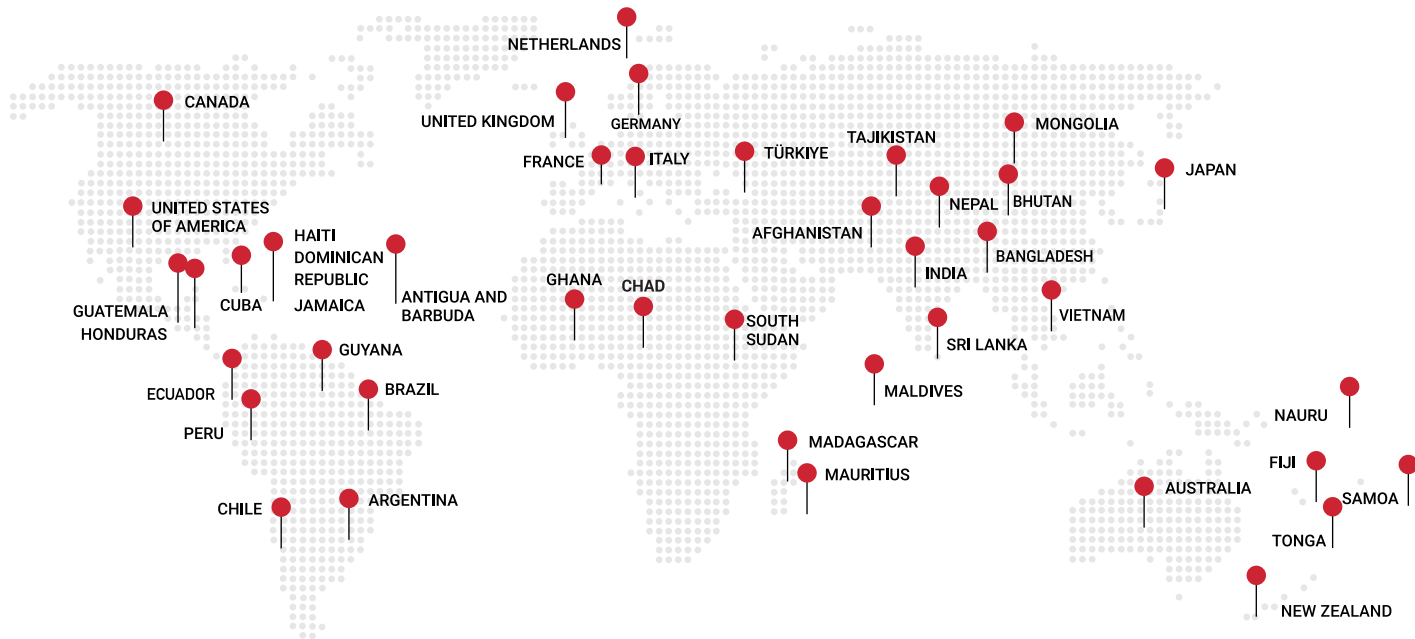 NETHERLANDS
CANADA
UNITED KINGDOM
GERMANY
MONGOLIA
TAJIKISTAN
FRANCE
ITALY
TÜRKIYE
JAPAN
NEPAL
BHUTAN
UNITED STATES
OF AMERICA
AFGHANISTAN
HAITI
DOMINICAN
REPUBLIC
JAMAICA
BANGLADESH
INDIA
GHANA
CHAD
ANTIGUA AND
BARBUDA
CUBA
GUATEMALA
HONDURAS
VIETNAM
SOUTH
SUDAN
SRI LANKA
GUYANA
ECUADOR
BRAZIL
MALDIVES
NAURU
PERU
MADAGASCAR
MAURITIUS
FIJI
AUSTRALIA
SAMOA
CHILE
ARGENTINA
TONGA
NEW ZEALAND